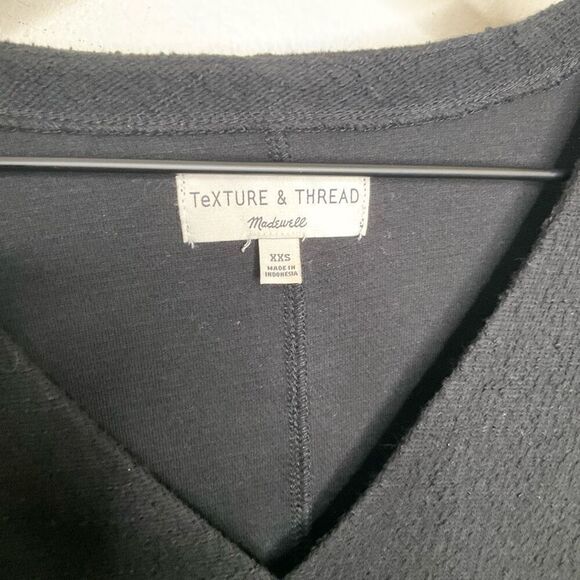 TeXTURE & THREAD
Madewell
XXS
MADE IN
INDONESIA